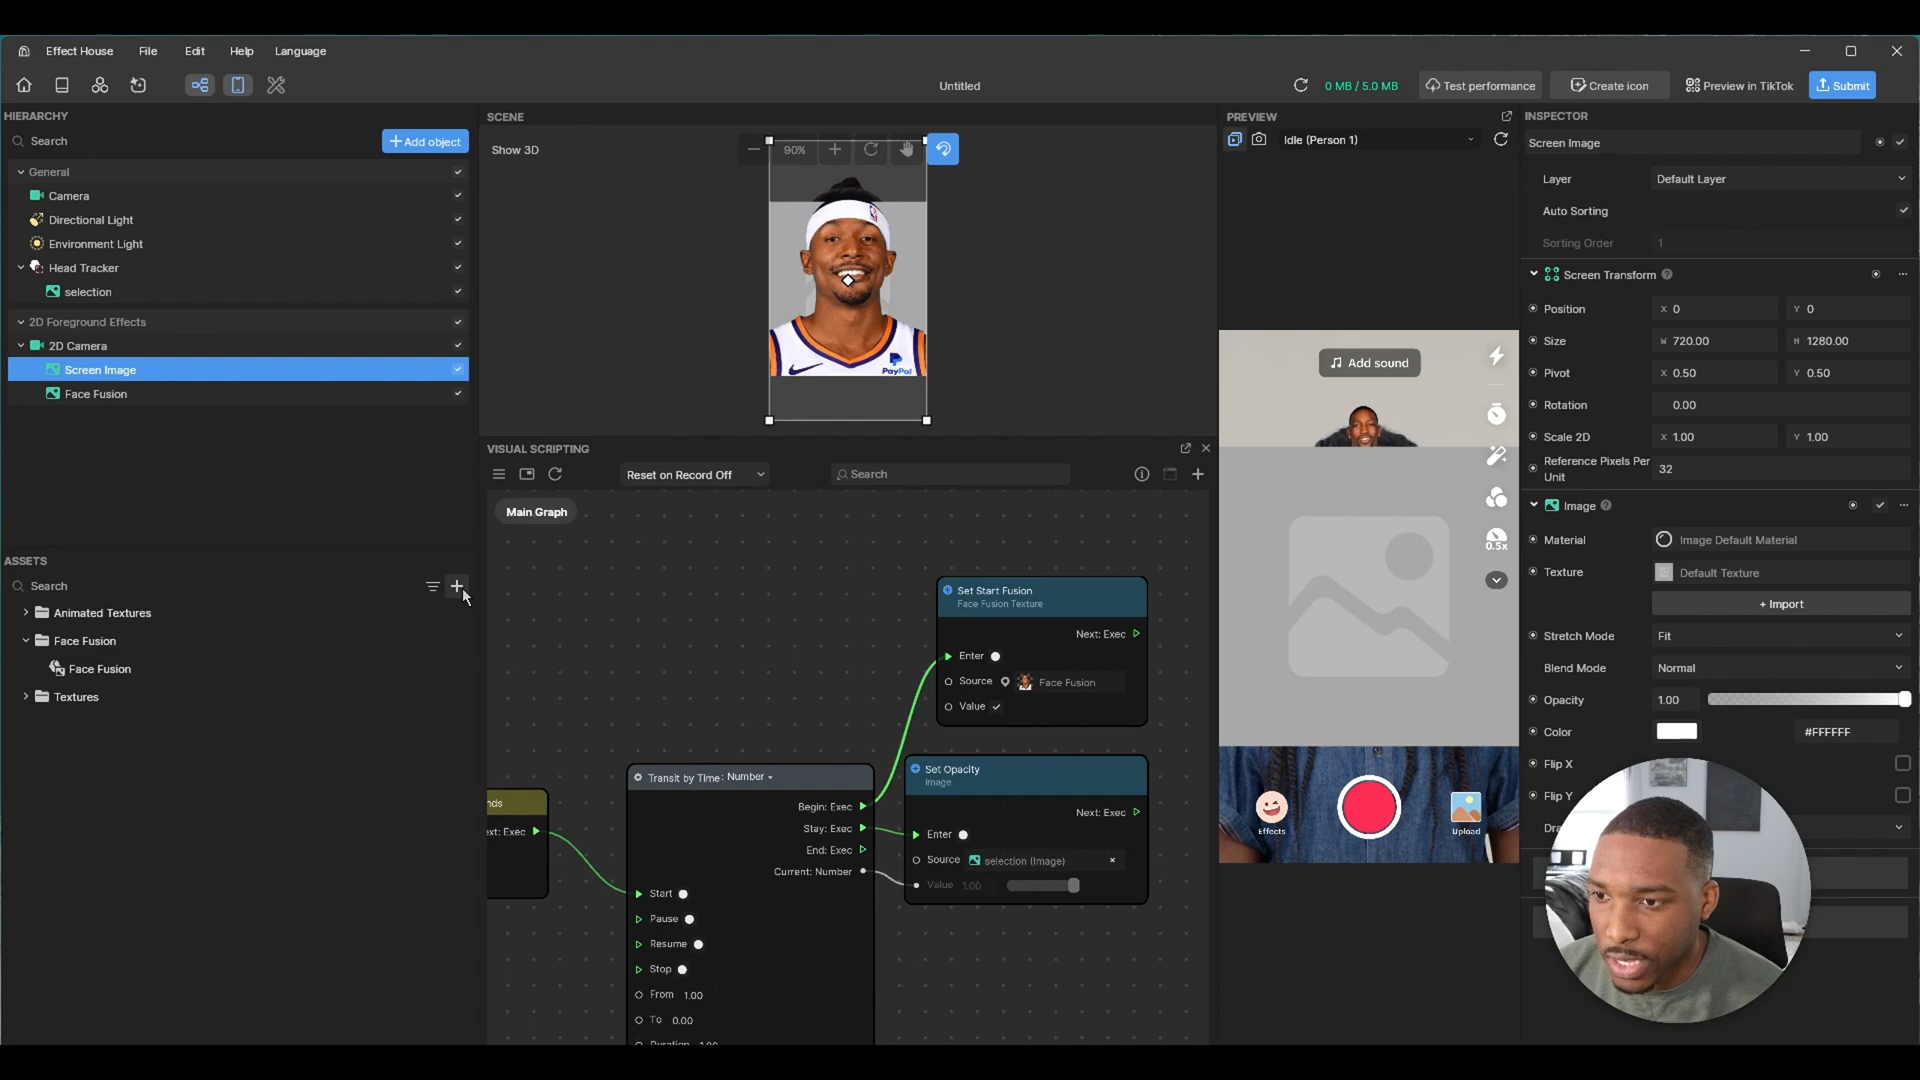 Effect House File Edit Help Language
Untitled
0 MB / 5.0 MB
Test performance
Create icon
Preview in TikTok
Submit
HIERARCHY
Search
Add object
General
Camera
Directional Light
Environment Light
Head Tracker
selection
2D Foreground Effects
2D Camera
Screen Image
Face Fusion
ASSETS
Search
Animated Textures
Face Fusion
Face Fusion
Textures
SCENE
Show 3D
90%
PayPal
VISUAL SCRIPTING
Reset on Record Off
Search
Main Graph
Set Start Fusion
Face Fusion Texture
Next: Exec
Enter
Source Face Fusion
Value
Transit by Time: Number
Begin: Exec
Stay: Exec
End: Exec
Current: Number
Start
Pause
Resume
Stop
From 1.00
To 0.00
Duration 1.00
Set Opacity
Image
Next: Exec
Enter
Source selection (Image)
Value 1.00
PREVIEW
Idle (Person 1)
Add sound
0.5x
Effects
Upload
INSPECTOR
Screen Image
Layer Default Layer
Auto Sorting
Sorting Order 1
Screen Transform
Position X 0 Y 0
Size W 720.00 H 1280.00
Pivot X 0.50 Y 0.50
Rotation 0.00
Scale 2D X 1.00 Y 1.00
Reference Pixels Per
Unit 32
Image
Material Image Default Material
Texture Default Texture
+ Import
Stretch Mode Fit
Blend Mode Normal
Opacity 1.00
Color #FFFFFF
Flip X
Flip Y